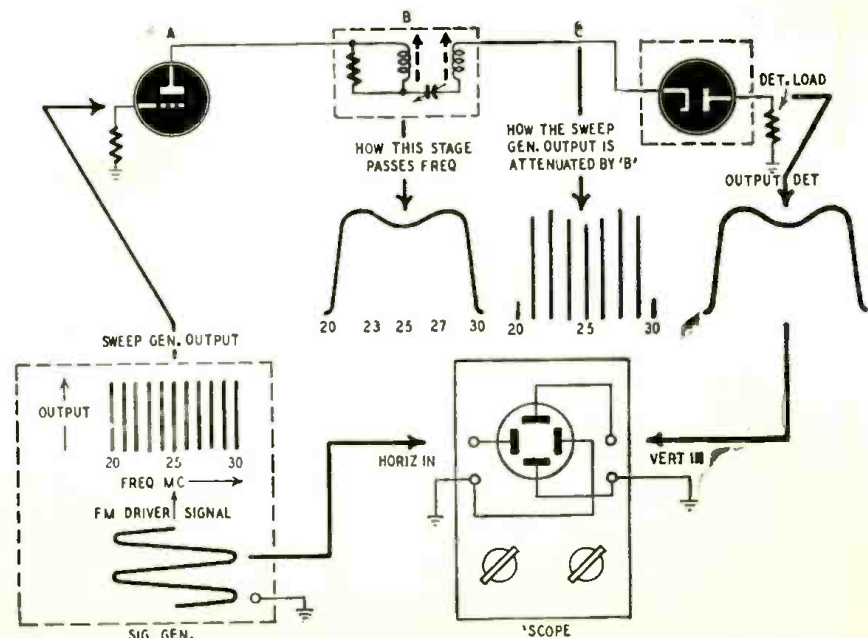 A
B
C
DET. LOAD
HOW THIS STAGE
PASSES FREQ
HOW THE SWEEP
GEN. OUTPUT IS
ATTENUATED BY 'B'
OUTPUT DET
20 23 25 27 30
20 25 30
SWEEP GEN. OUTPUT
OUTPUT
20 25 30
FREQ MC
FM DRIVER SIGNAL
SIG. GEN.
HORIZ IN
VERT IN
'SCOPE